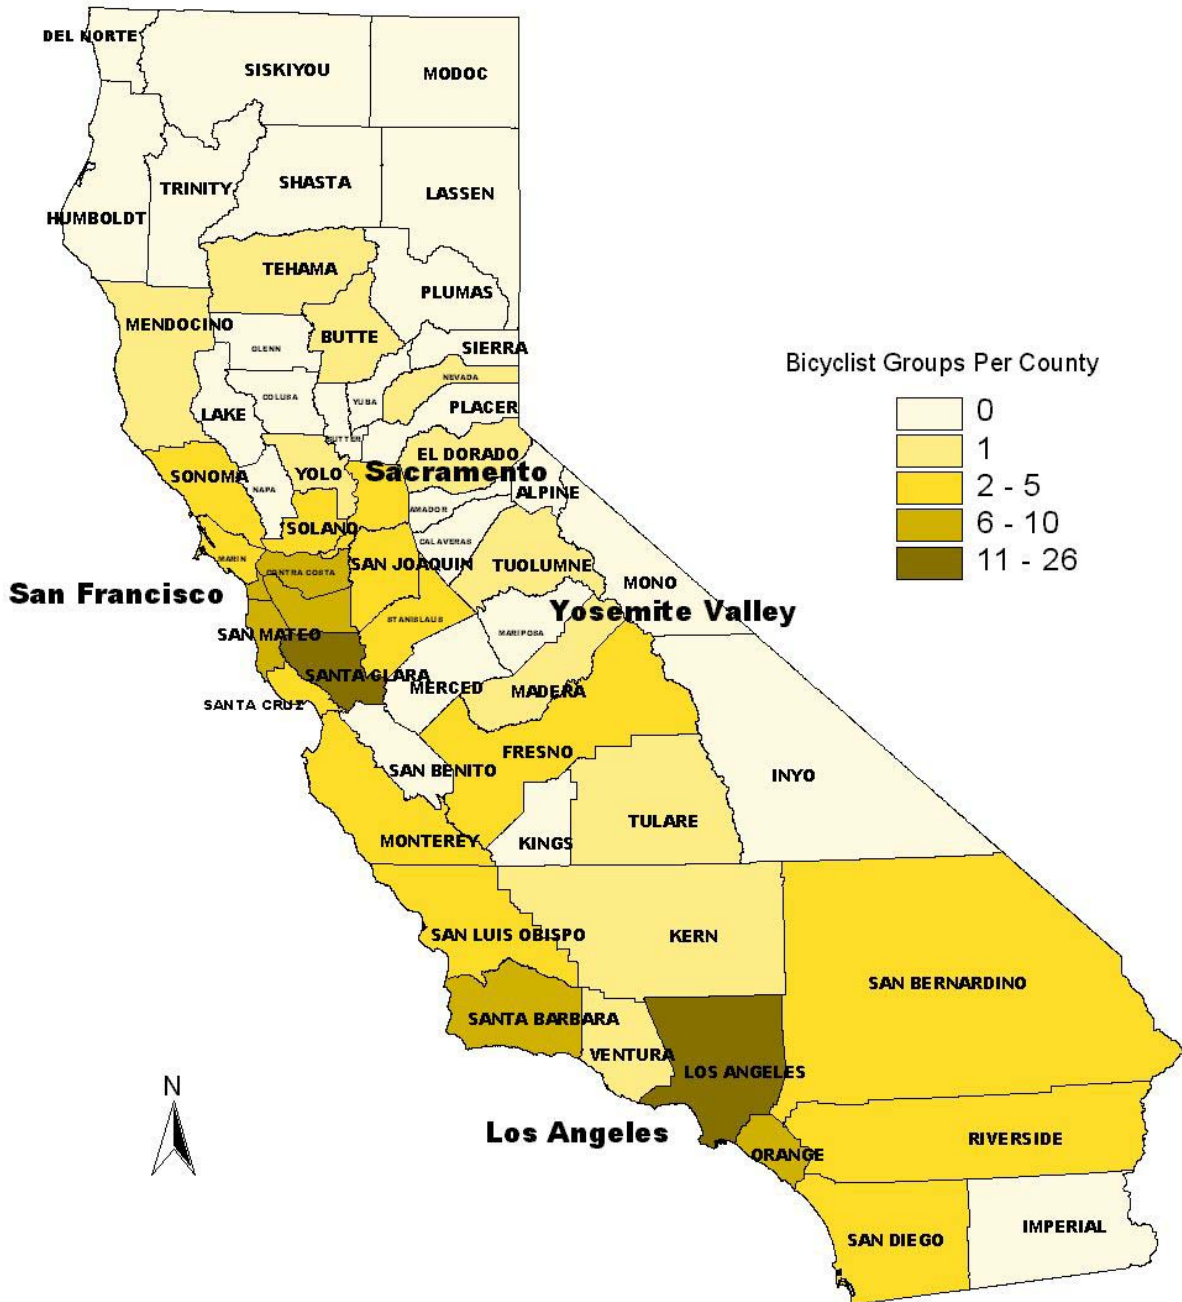 DEL NORTE
SISKIYOU
MODOC
TRINITY
SHASTA
LASSEN
HUMBOLDT
TEHAMA
PLUMAS
MENDOCINO
BUTTE
GLENN
SIERRA
NEVADA
COLUSA
YUBA
LAKE
PLACER
SUTTER
EL DORADO
SONOMA
YOLO
Sacramento
NAPA
ALPINE
AMADOR
SOLANO
CALAVERAS
MARIN
CONTRA COSTA
SAN JOAQUIN
TUOLUMNE
MONO
San Francisco
Yosemite Valley
STANISLAUS
SAN MATEO
MARIPOSA
SANTA CLARA
MERCED
MADERA
SANTA CRUZ
FRESNO
SAN BENITO
INYO
TULARE
MONTEREY
KINGS
SAN LUIS OBISPO
KERN
SAN BERNARDINO
SANTA BARBARA
VENTURA
LOS ANGELES
Los Angeles
ORANGE
RIVERSIDE
SAN DIEGO
IMPERIAL
N
Bicyclist Groups Per County
0
1
2 - 5
6 - 10
11 - 26